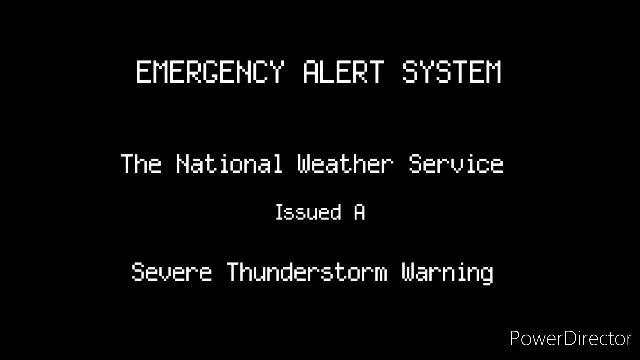 EMERGENCY ALERT SYSTEM
The National Weather Service
Issued A
Severe Thunderstorm Warning
PowerDirector